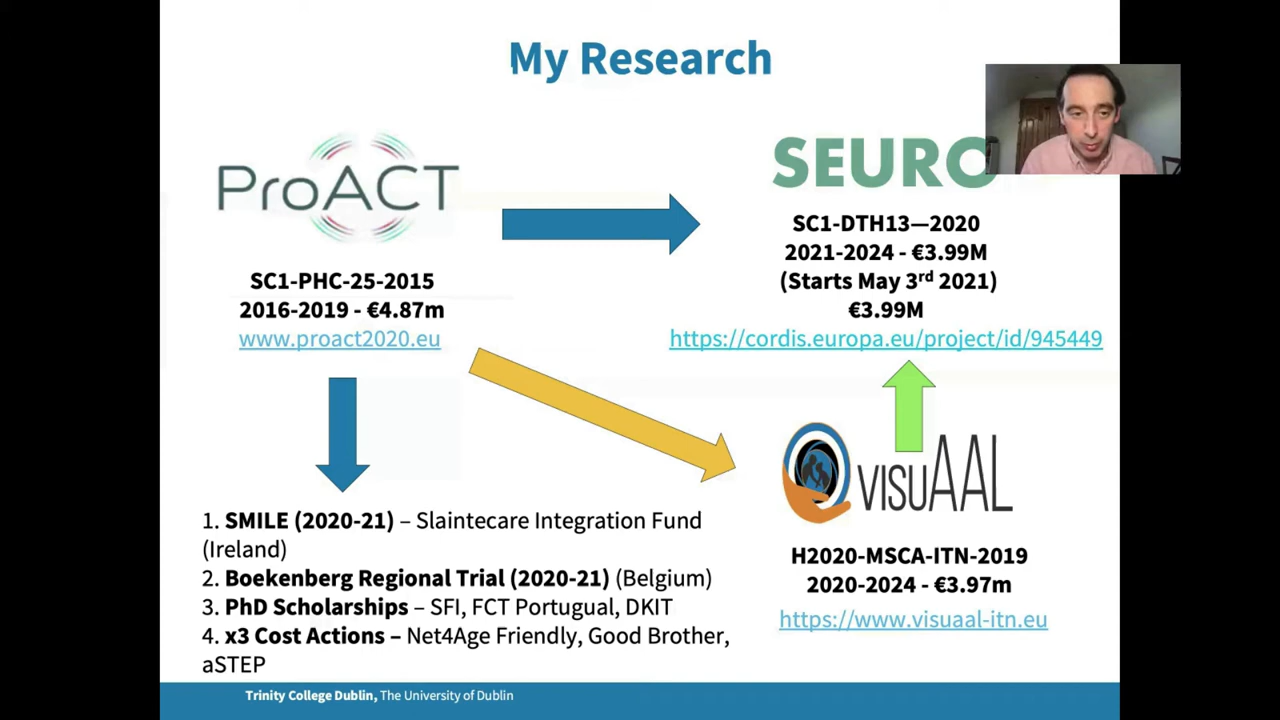 My Research
ProACT
SC1-PHC-25-2015
2016-2019 - €4.87m
www.proact2020.eu
SEURO
SC1-DTH13—2020
2021-2024 - €3.99M
(Starts May 3rd 2021)
€3.99M
https://cordis.europa.eu/project/id/945449
1. SMILE (2020-21) – Slaintecare Integration Fund
(Ireland)
2. Boekenberg Regional Trial (2020-21) (Belgium)
3. PhD Scholarships – SFI, FCT Portugual, DKIT
4. x3 Cost Actions – Net4Age Friendly, Good Brother,
aSTEP
VISUAAL
H2020-MSCA-ITN-2019
2020-2024 - €3.97m
https://www.visuaal-itn.eu
Trinity College Dublin, The University of Dublin